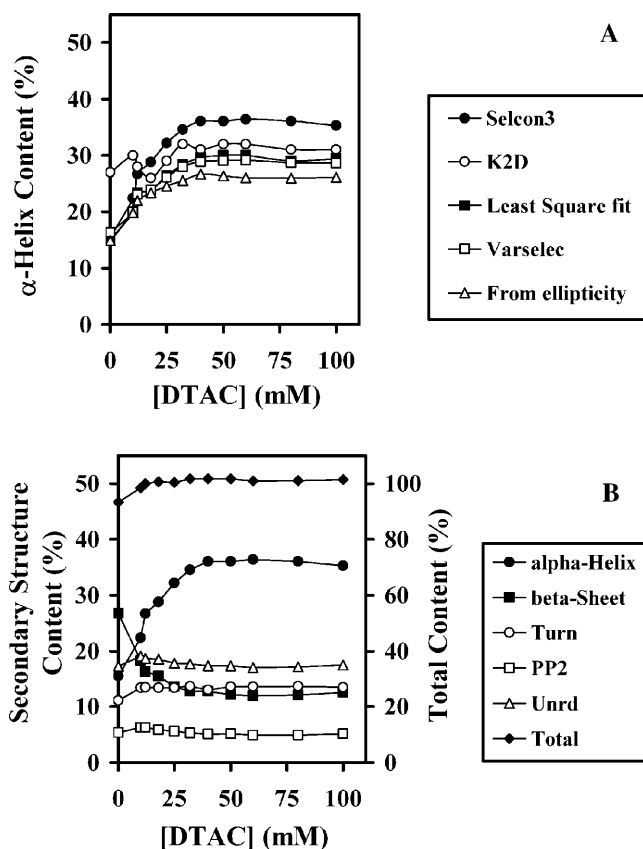 A
α-Helix Content (%)
50
40
30
20
10
0
0 25 50 75 100
[DTAC] (mM)
Selcon3
K2D
Least Square fit
Varselec
From ellipticity
B
Secondary Structure
Content (%)
50
40
30
20
10
0
100
80
60
40
20
0
Total Content (%)
0 25 50 75 100
[DTAC] (mM)
alpha-Helix
beta-Sheet
Turn
PP2
Unrd
Total